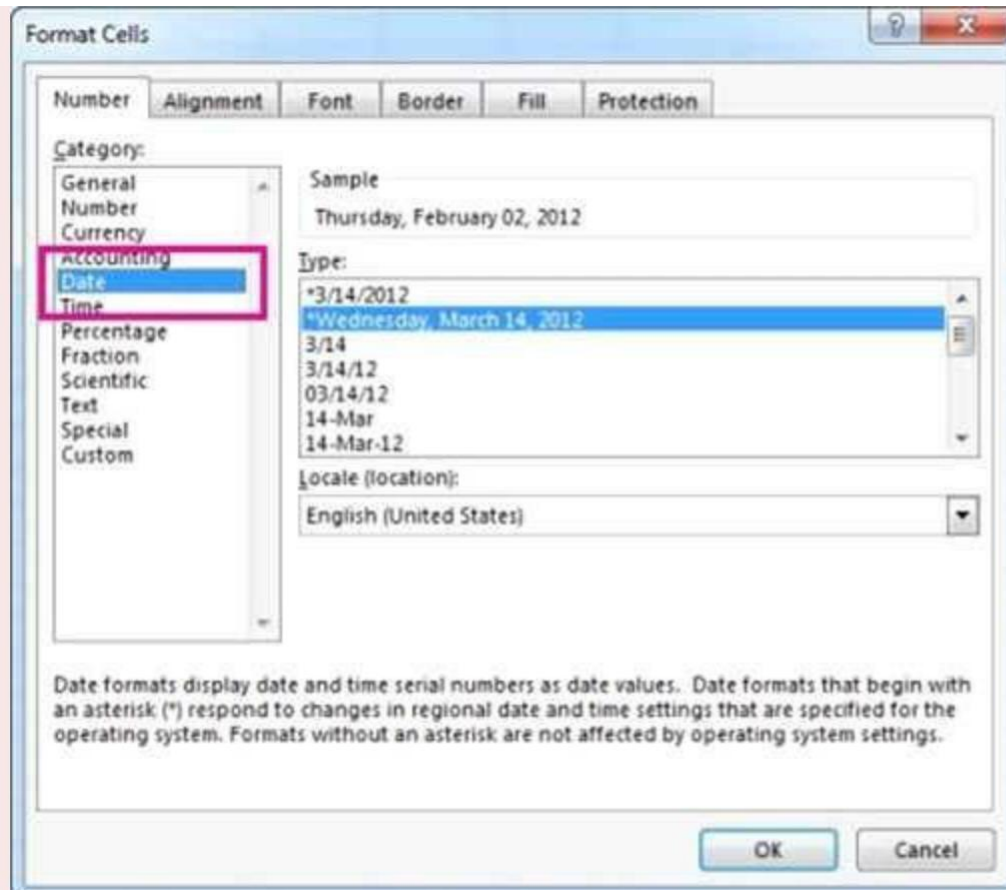 Format Cells
Number Alignment Font Border Fill Protection
Category:
General
Number
Currency
Accounting
Date
Time
Percentage
Fraction
Scientific
Text
Special
Custom
Sample
Thursday, February 02, 2012
Type:
*3/14/2012
*Wednesday, March 14, 2012
3/14
3/14/12
03/14/12
14-Mar
14-Mar-12
Locale (location):
English (United States)
Date formats display date and time serial numbers as date values. Date formats that begin with
an asterisk (*) respond to changes in regional date and time settings that are specified for the
operating system. Formats without an asterisk are not affected by operating system settings.
OK Cancel